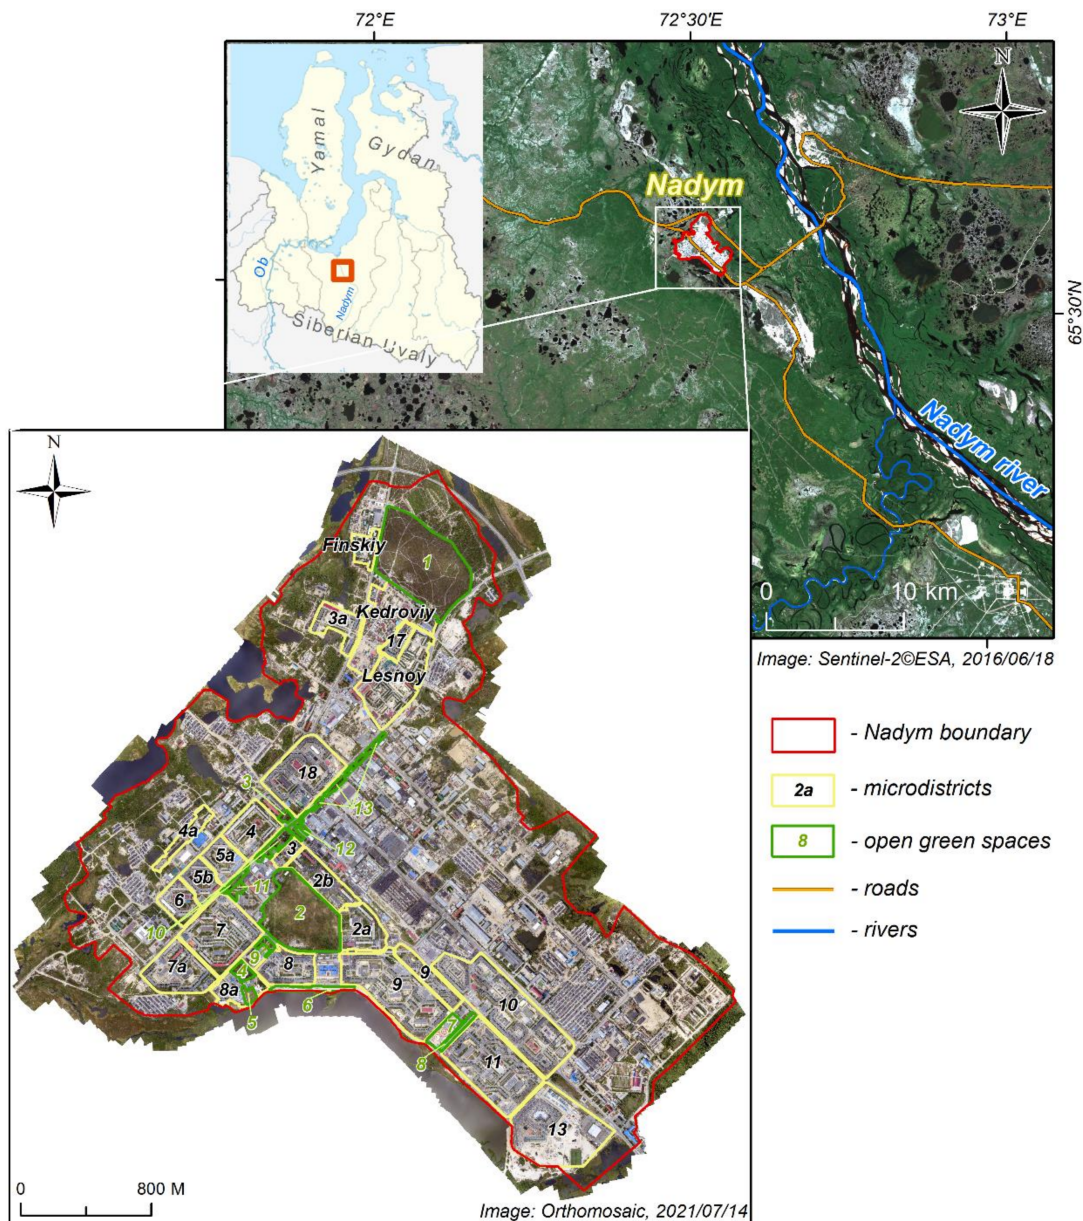 72°E
72°30'E
73°E
N
Yamal
Gydan
Ob
Nadym
Siberian Uvaly
Nadym
65°30'N
Nadym river
0
10 km
Image: Sentinel-2©ESA, 2016/06/18
N
Finskiy
1
Kedroviy
3a
17
Lesnoy
18
3
13
4a
4
5a
3
12
5b
11
2b
6
2
10
7
2a
9
7a
4
8
9
8a
9
10
6
5
7
8
11
13
0
800 M
Image: Orthomosaic, 2021/07/14
- Nadym boundary
2a
- microdistricts
8
- open green spaces
- roads
- rivers